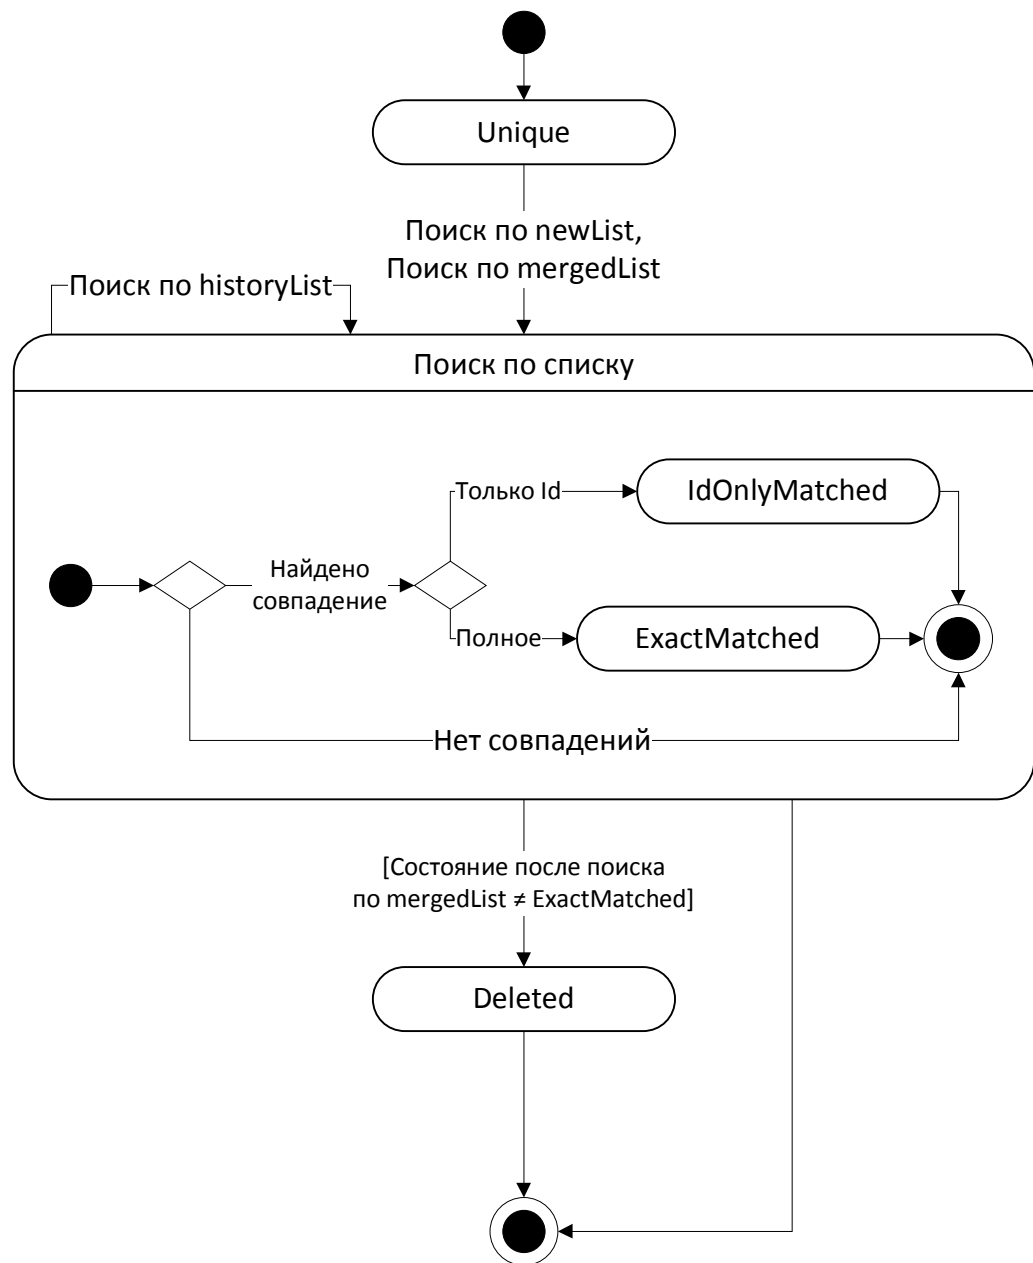 Unique
Поиск по newList,
Поиск по mergedList
Поиск по historyList
Поиск по списку
Только Id
IdOnlyMatched
Найдено
совпадение
Полное
ExactMatched
Нет совпадений
[Состояние после поиска
по mergedList ≠ ExactMatched]
Deleted